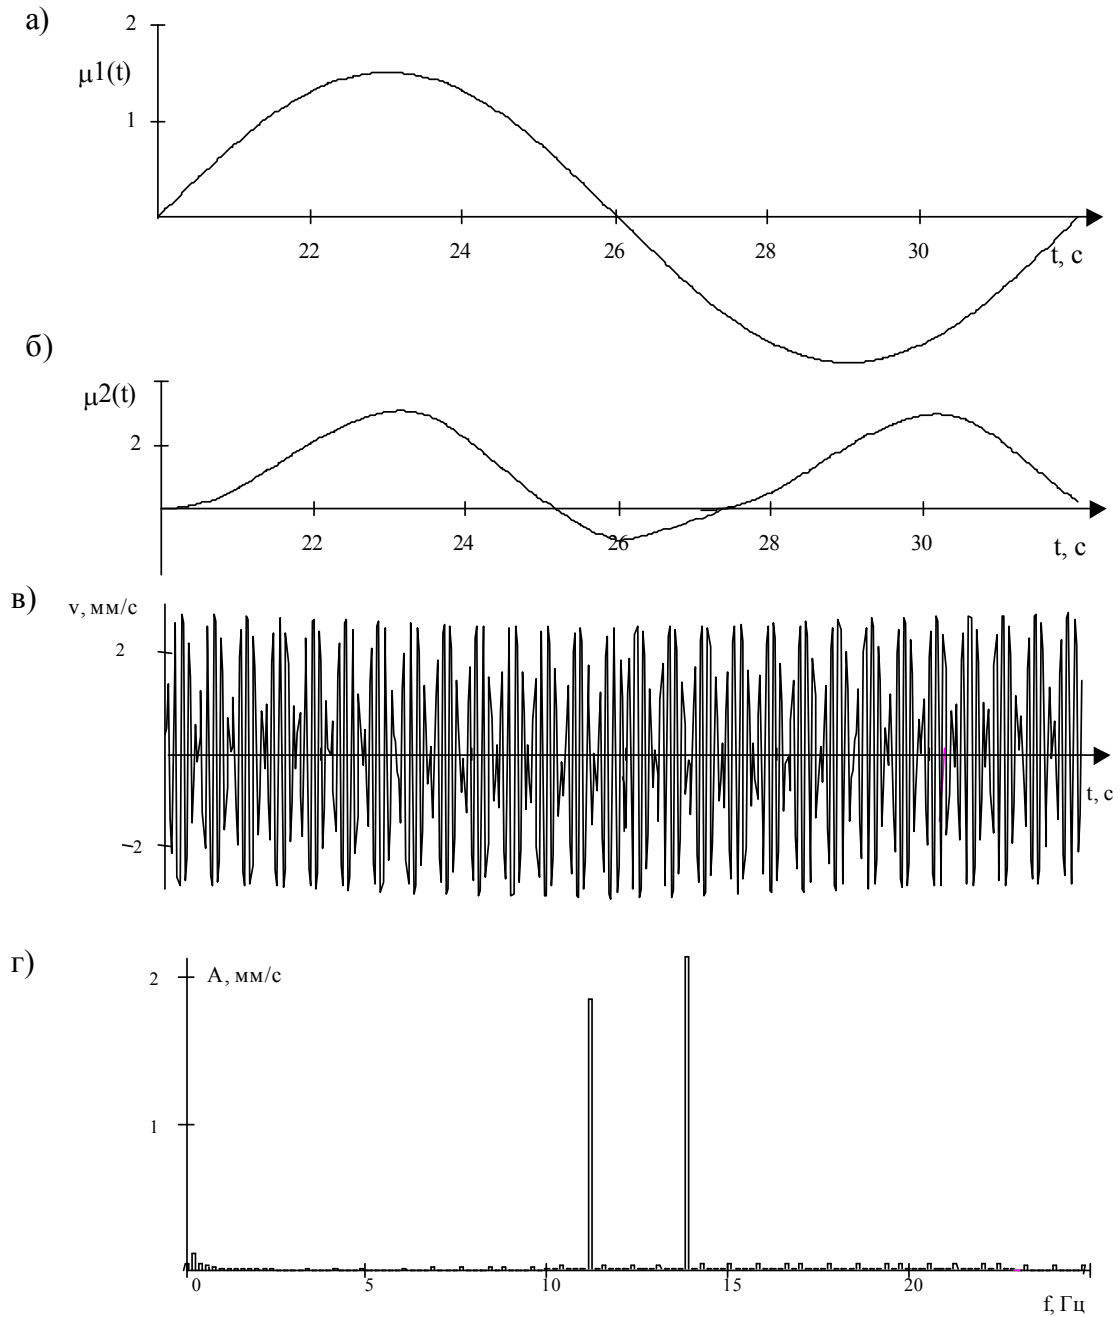 а)
2
μ1(t)
1
22 24 26 28 30
t, с
б)
μ2(t)
2
22 24 26 28 30
t, с
в)
v, мм/с
2
t, с
−2
г)
2 А, мм/с
1
0 5 10 15 20
f, Гц